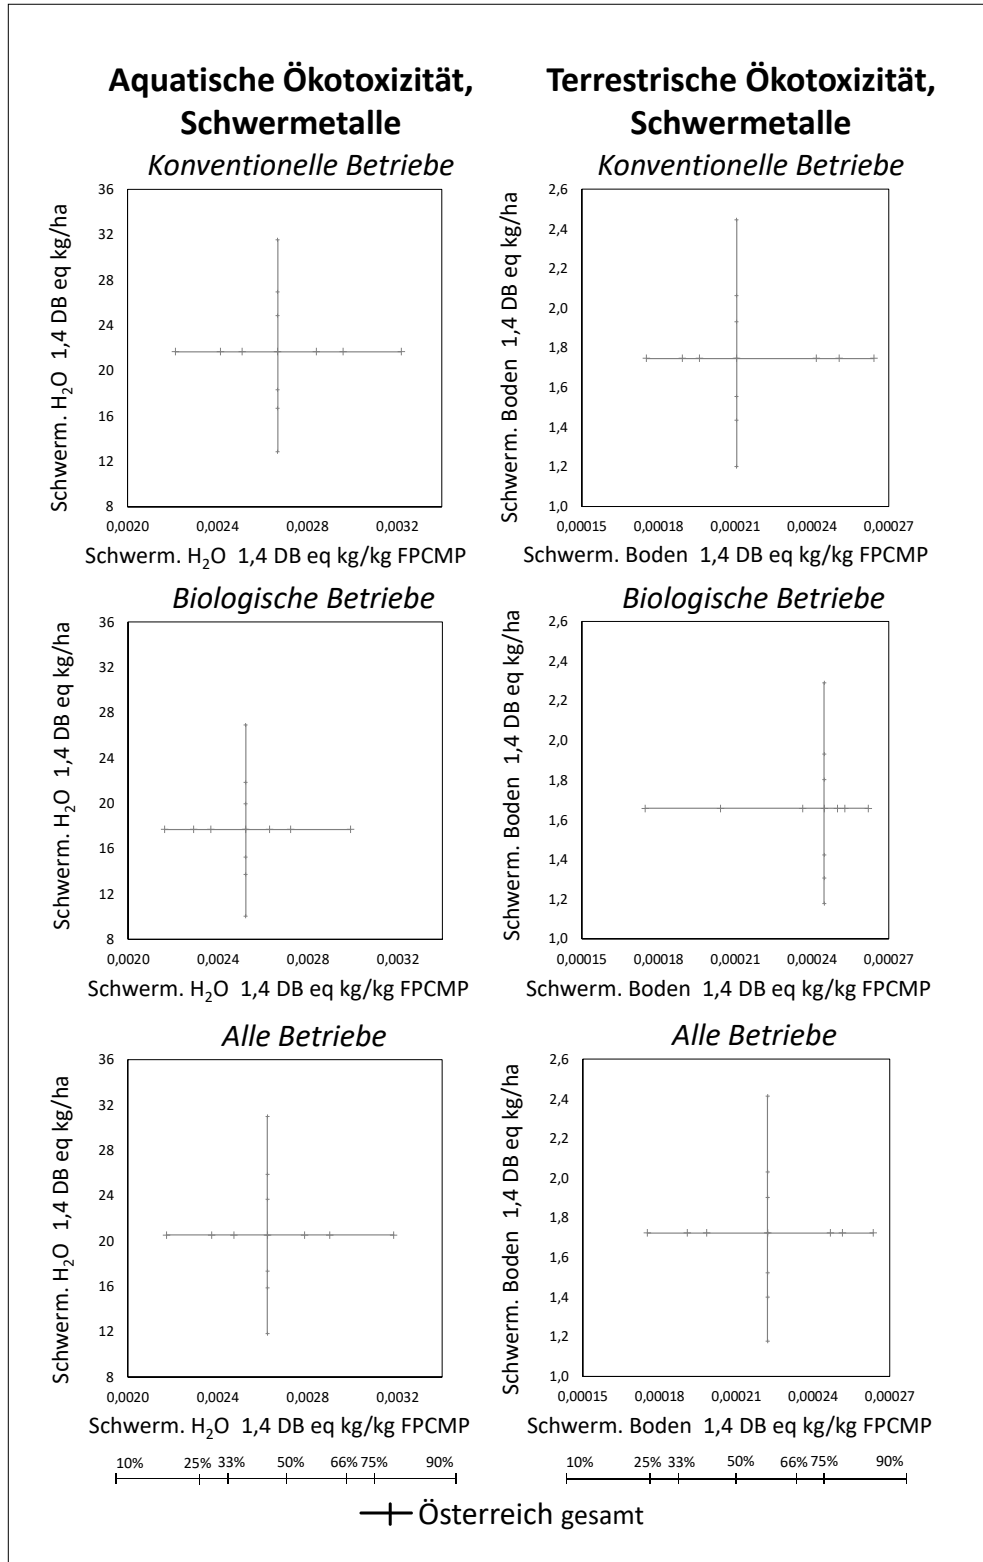 Aquatische Ökotoxizität,
Schwermetalle
Terrestrische Ökotoxizität,
Schwermetalle
Konventionelle Betriebe
Schwerm. H₂O 1,4 DB eq kg/ha
36
32
28
24
20
16
12
8
0,0020 0,0024 0,0028 0,0032
Schwerm. H₂O 1,4 DB eq kg/kg FPCMP
Konventionelle Betriebe
Schwerm. Boden 1,4 DB eq kg/ha
2,6
2,4
2,2
2,0
1,8
1,6
1,4
1,2
1,0
0,00015 0,00018 0,00021 0,00024 0,00027
Schwerm. Boden 1,4 DB eq kg/kg FPCMP
Biologische Betriebe
Schwerm. H₂O 1,4 DB eq kg/ha
36
32
28
24
20
16
12
8
0,0020 0,0024 0,0028 0,0032
Schwerm. H₂O 1,4 DB eq kg/kg FPCMP
Biologische Betriebe
Schwerm. Boden 1,4 DB eq kg/ha
2,6
2,4
2,2
2,0
1,8
1,6
1,4
1,2
1,0
0,00015 0,00018 0,00021 0,00024 0,00027
Schwerm. Boden 1,4 DB eq kg/kg FPCMP
Alle Betriebe
Schwerm. H₂O 1,4 DB eq kg/ha
36
32
28
24
20
16
12
8
0,0020 0,0024 0,0028 0,0032
Schwerm. H₂O 1,4 DB eq kg/kg FPCMP
Alle Betriebe
Schwerm. Boden 1,4 DB eq kg/ha
2,6
2,4
2,2
2,0
1,8
1,6
1,4
1,2
1,0
0,00015 0,00018 0,00021 0,00024 0,00027
Schwerm. Boden 1,4 DB eq kg/kg FPCMP
10% 25% 33% 50% 66% 75% 90%
10% 25% 33% 50% 66% 75% 90%
Österreich gesamt